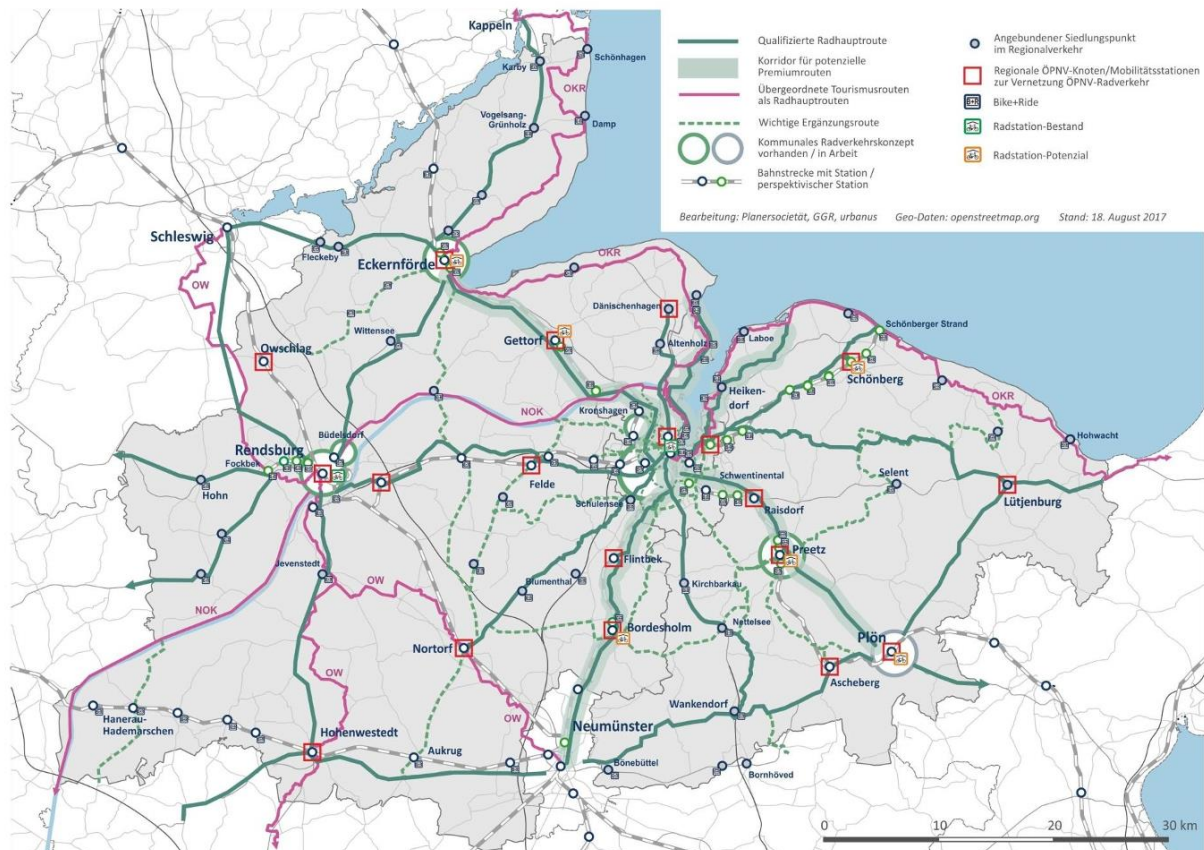 Kappeln
Karby
Schönhagen
OKR
Vogelsang-
Grünholz
Damp
Qualifizierte Radhauptroute
Korridor für potenzielle
Premiumrouten
Übergeordnete Tourismusrouten
als Radhauptrouten
Wichtige Ergänzungsroute
Kommunales Radverkehrskonzept
vorhanden / in Arbeit
Bahnstrecke mit Station /
perspektivischer Station
Angebundener Siedlungspunkt
im Regionalverkehr
Regionale ÖPNV-Knoten/Mobilitätsstationen
zur Vernetzung ÖPNV-Radverkehr
B+R
Bike+Ride
Radstation-Bestand
Radstation-Potenzial
Bearbeitung: Planersocietät, GGR, urbanus
Geo-Daten: openstreetmap.org
Stand: 18. August 2017
Schleswig
Fleckeby
Eckernförde
OKR
OW
Dänischenhagen
Wittensee
Gettorf
Altenholz
Laboe
Schönberger Strand
Owschlag
Schönberg
Heiken-
dorf
NOK
Kronshagen
OKR
Büdelsdorf
Rendsburg
Fockbek
Hohwacht
Hohn
Felde
Schwentinental
Selent
Schulensee
Raisdorf
Lütjenburg
Jevenstedt
OW
Flintbek
Preetz
NOK
Blumenthal
Kirchbarkau
Bordesholm
Nettelsee
Nortorf
Plön
OW
Ascheberg
Hanerau-
Hademarschen
Hohenwestedt
OW
Neumünster
Wankendorf
Aukrug
Bönebüttel
Bornhöved
0
10
20
30 km